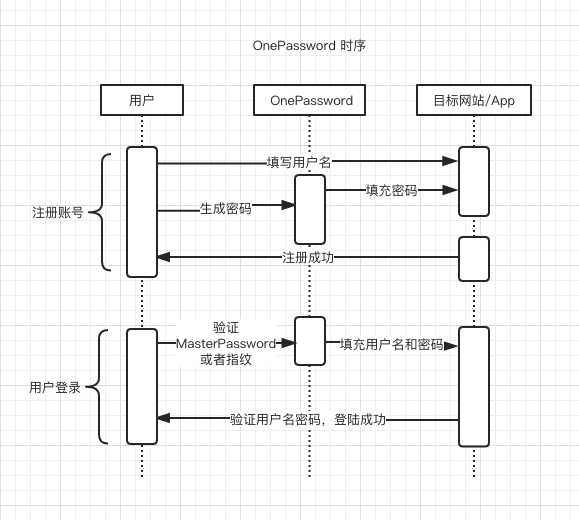 OnePassword 时序
用户
OnePassword
目标网站/App
填写用户名
填充密码
生成密码
注册账号
注册成功
验证
MasterPassword
或者指纹
填充用户名和密码
用户登录
验证用户名密码，登陆成功